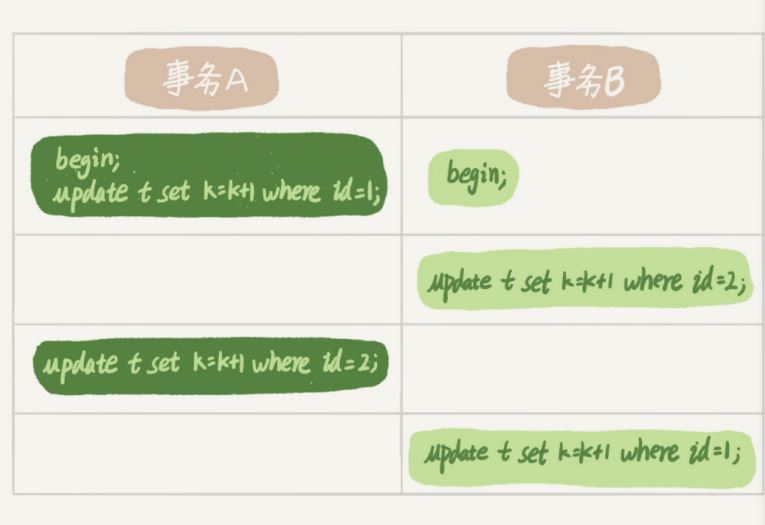 事务A
事务B
begin;
update t set k=k+1 where id=1;
begin;
update t set k=k+1 where id=2;
update t set k=k+1 where id=2;
update t set k=k+1 where id=1;